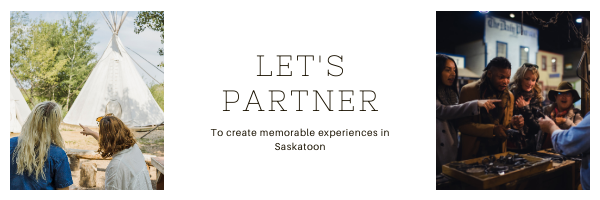 LET'S
PARTNER
To create memorable experiences in
Saskatoon